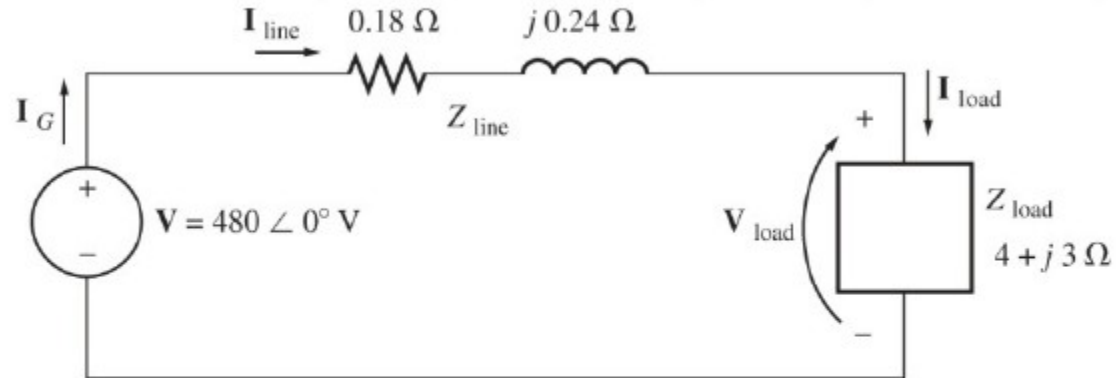 I line
0.18 Ω
j 0.24 Ω
I G
Z line
I load
+
+
V = 480 ∠ 0° V
–
V load
Z load
4 + j 3 Ω
–